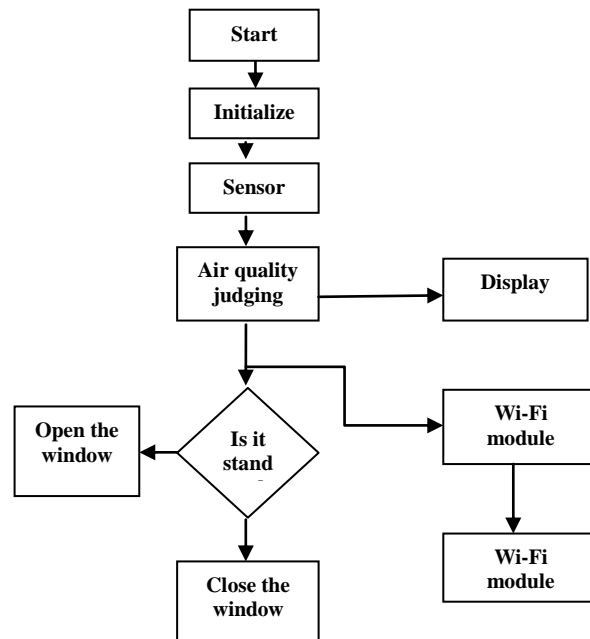 Start
Initialize
Sensor
Air quality
judging
Display
Open the
window
Is it
stand
Wi-Fi
module
Close the
window
Wi-Fi
module